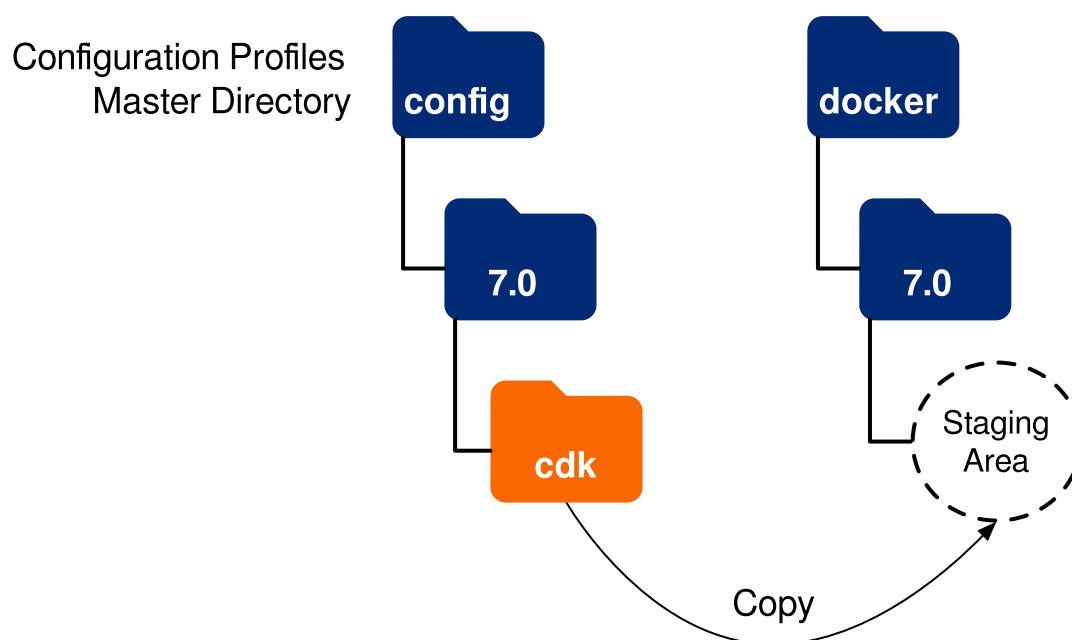 Configuration Profiles
Master Directory
config
docker
7.0
7.0
cdk
Staging
Area
Copy